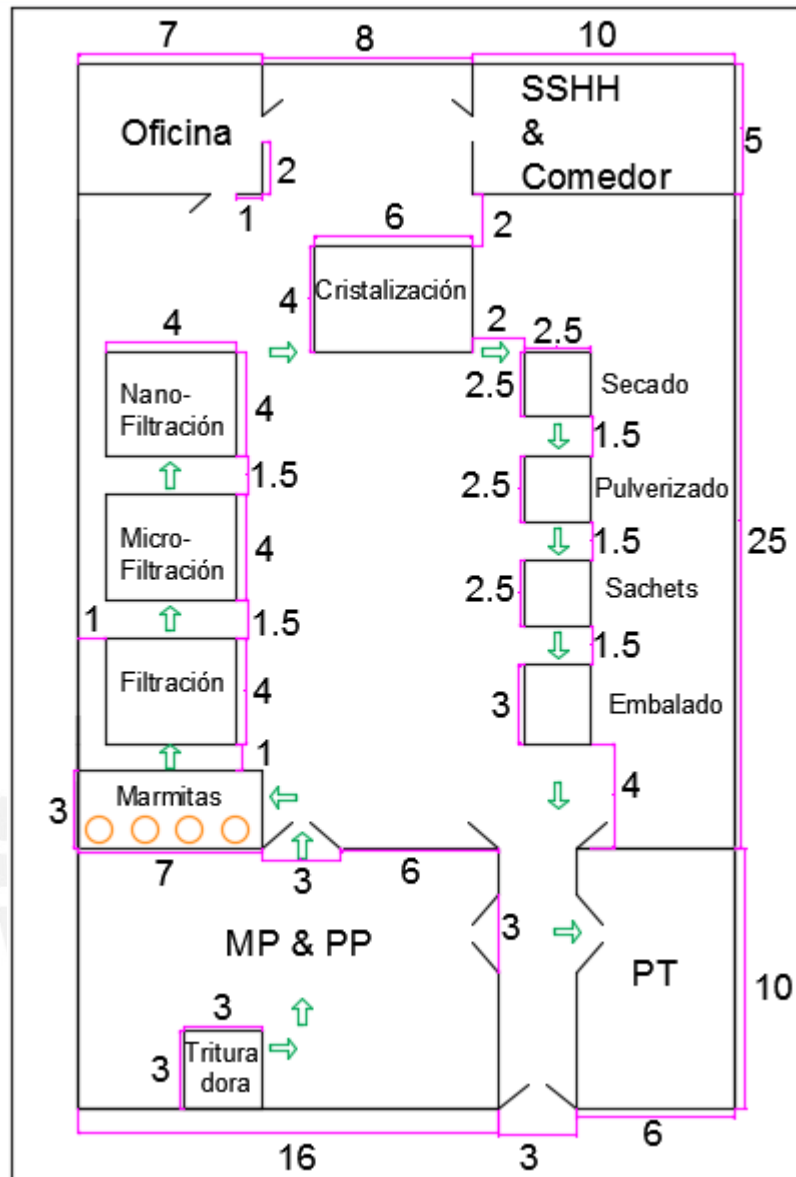 7
8
10
Oficina
SSHH
&
Comedor
5
2
1
2
6
4
Cristalización
2
2.5
4
Nano-
Filtración
4
2.5
Secado
1.5
1.5
Micro-
Filtración
4
2.5
Pulverizado
1.5
25
1
1.5
2.5
Sachets
1.5
Filtración
4
3
Embalado
1
3
Marmitas
4
7
3
6
MP & PP
3
PT
10
3
3
Tritura
dora
16
3
6